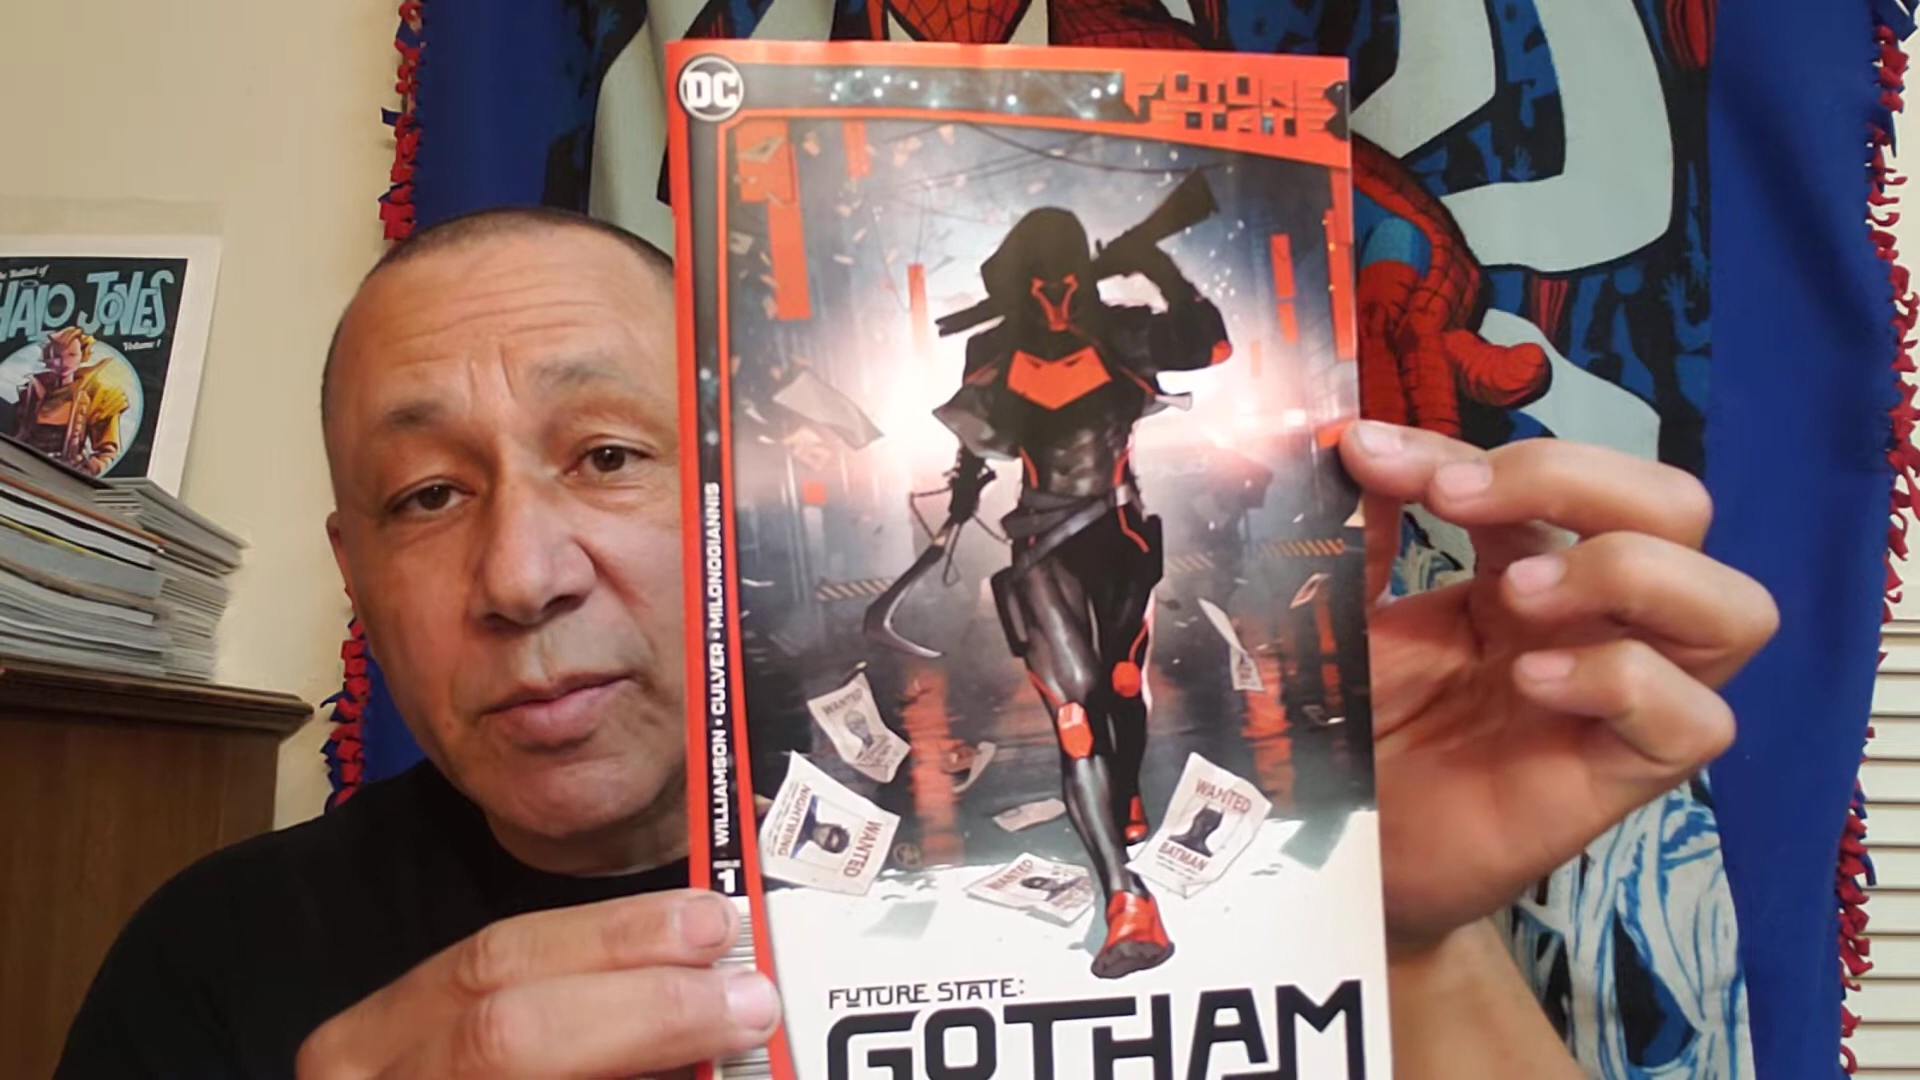 The Ballad of
HALO JONES
Volume 1
DC
FUTURE
STATE
WILLIAMSON • CULVER • MILONOGIANNIS
1
WANTED
WANTED
NIGHTWING
WANTED
WANTED
BATMAN
FUTURE STATE:
GOTHAM